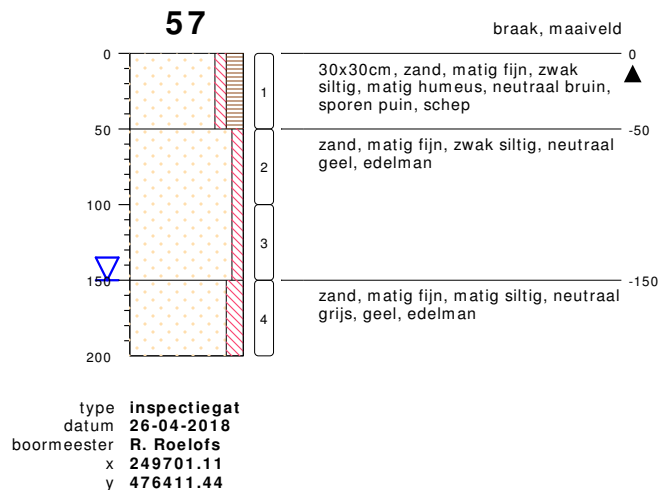 57
braak, maaiveld
0
0
30x30cm, zand, matig fijn, zwak
siltig, matig humeus, neutraal bruin,
sporen puin, schep
1
50
-50
zand, matig fijn, zwak siltig, neutraal
geel, edelman
2
100
3
150
-150
zand, matig fijn, matig siltig, neutraal
grijs, geel, edelman
4
200
type inspectiegat
datum 26-04-2018
boormeester R. Roelofs
x 249701.11
y 476411.44